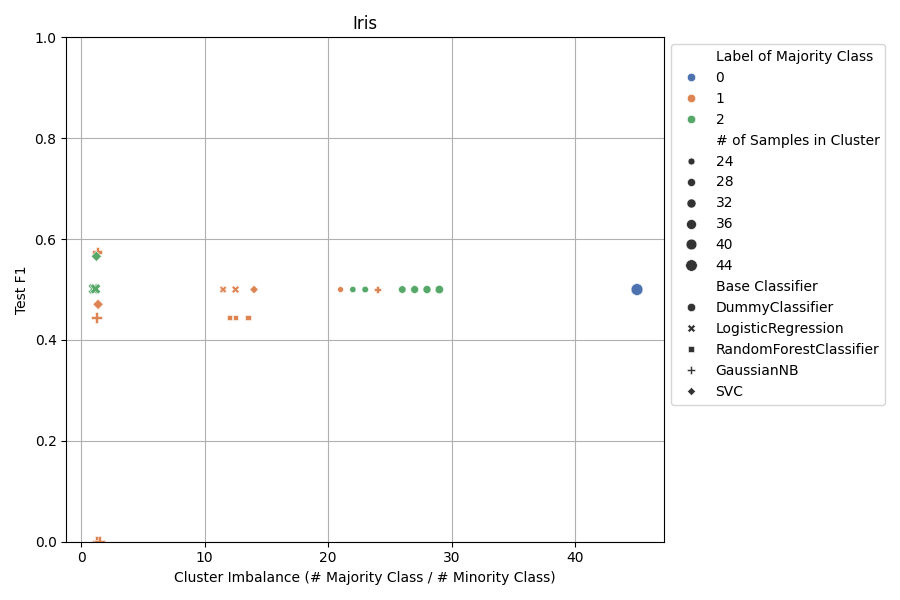 Iris
1.0
0.8
0.6
0.4
0.2
0.0
Test F1
0
10
20
30
40
Cluster Imbalance (# Majority Class / # Minority Class)
Label of Majority Class
0
1
2
# of Samples in Cluster
24
28
32
36
40
44
Base Classifier
DummyClassifier
LogisticRegression
RandomForestClassifier
GaussianNB
SVC